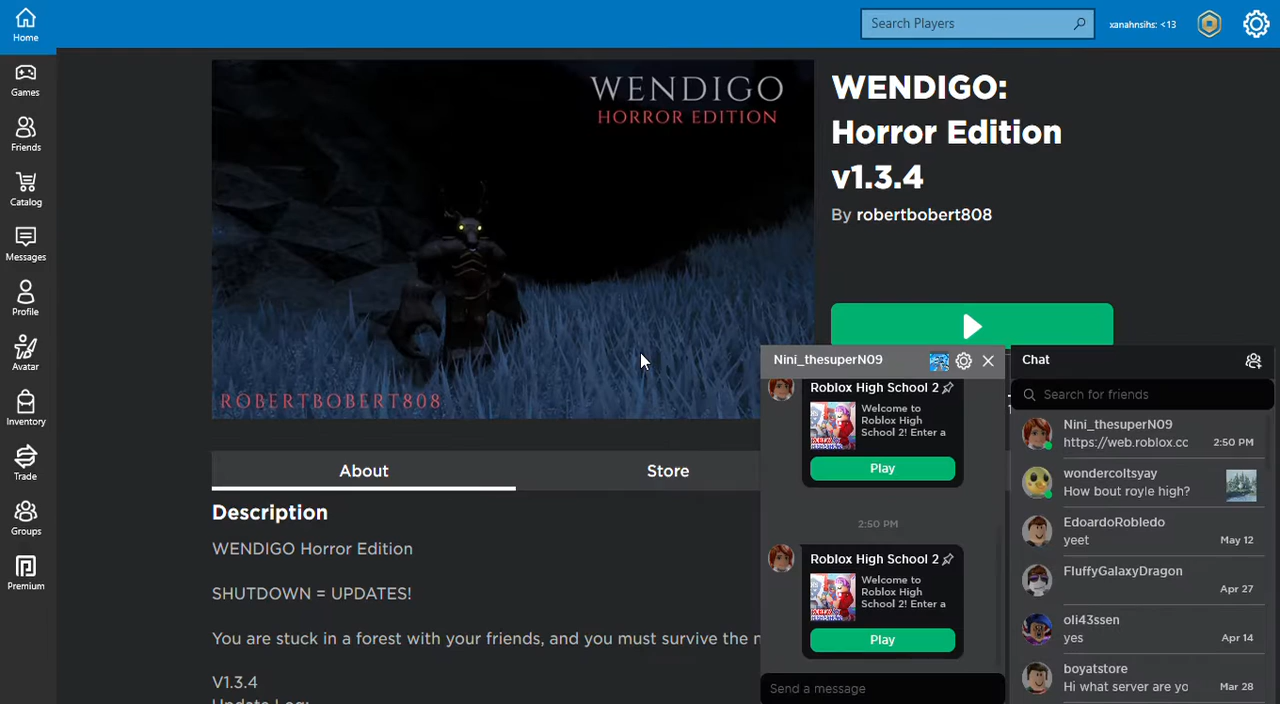 Home
Search Players
xanahnsihs: <13
Games
Friends
Catalog
Messages
Profile
Avatar
Inventory
Trade
Groups
Premium
WENDIGO
HORROR EDITION
ROBERTBOBERT808
WENDIGO:
Horror Edition
v1.3.4
By robertbobert808
About
Store
Description
WENDIGO Horror Edition
SHUTDOWN = UPDATES!
You are stuck in a forest with your friends, and you must survive the n
V1.3.4
Update Log:
Nini_thesuperN09
Roblox High School 2
Welcome to
Roblox High
School 2! Enter a
Play
2:50 PM
Roblox High School 2
Welcome to
Roblox High
School 2! Enter a
Play
Send a message
Chat
Search for friends
Nini_thesuperN09
https://web.roblox.cc 2:50 PM
wondercoltsyay
How bout royle high?
EdoardoRobledo
yeet May 12
FluffyGalaxyDragon
Apr 27
oli43ssen
yes Apr 14
boyatstore
Hi what server are yo Mar 28